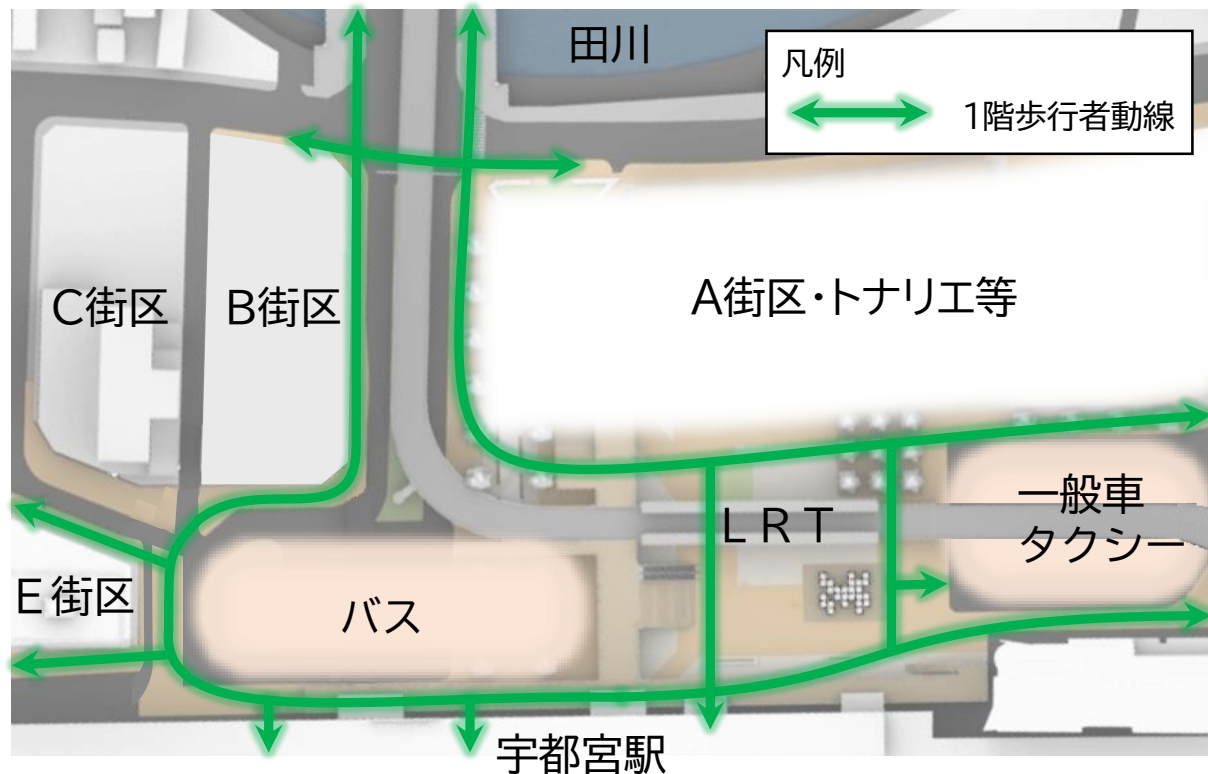 田川
凡例
1階歩行者動線
C街区
B街区
A街区・トナリエ等
一般車
タクシー
LRT
E街区
バス
宇都宮駅